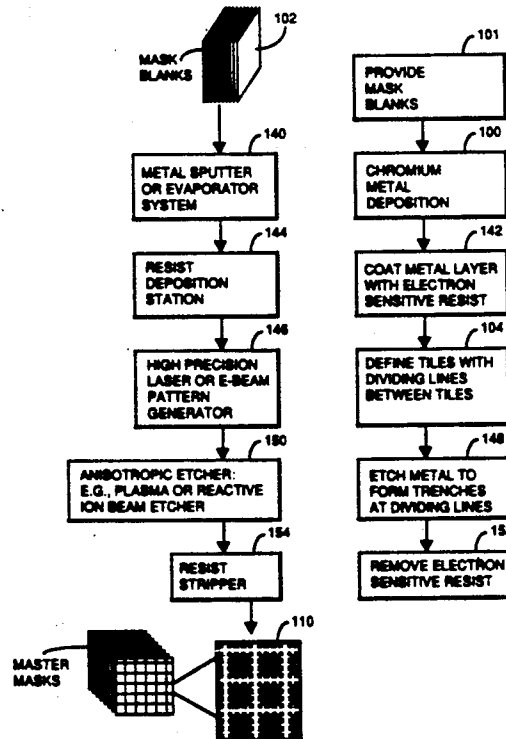 102
MASK
BLANKS
140
METAL SPUTTER
OR EVAPORATOR
SYSTEM
144
RESIST
DEPOSITION
STATION
146
HIGH PRECISION
LASER OR E-BEAM
PATTERN
GENERATOR
150
ANISOTROPIC ETCHER:
E.G., PLASMA OR REACTIVE
ION BEAM ETCHER
154
RESIST
STRIPPER
110
MASTER
MASKS
101
PROVIDE
MASK
BLANKS
100
CHROMIUM
METAL
DEPOSITION
142
COAT METAL LAYER
WITH ELECTRON
SENSITIVE RESIST
104
DEFINE TILES WITH
DIVIDING LINES
BETWEEN TILES
148
ETCH METAL TO
FORM TRENCHES
AT DIVIDING LINES
REMOVE ELECTRON
SENSITIVE RESIST